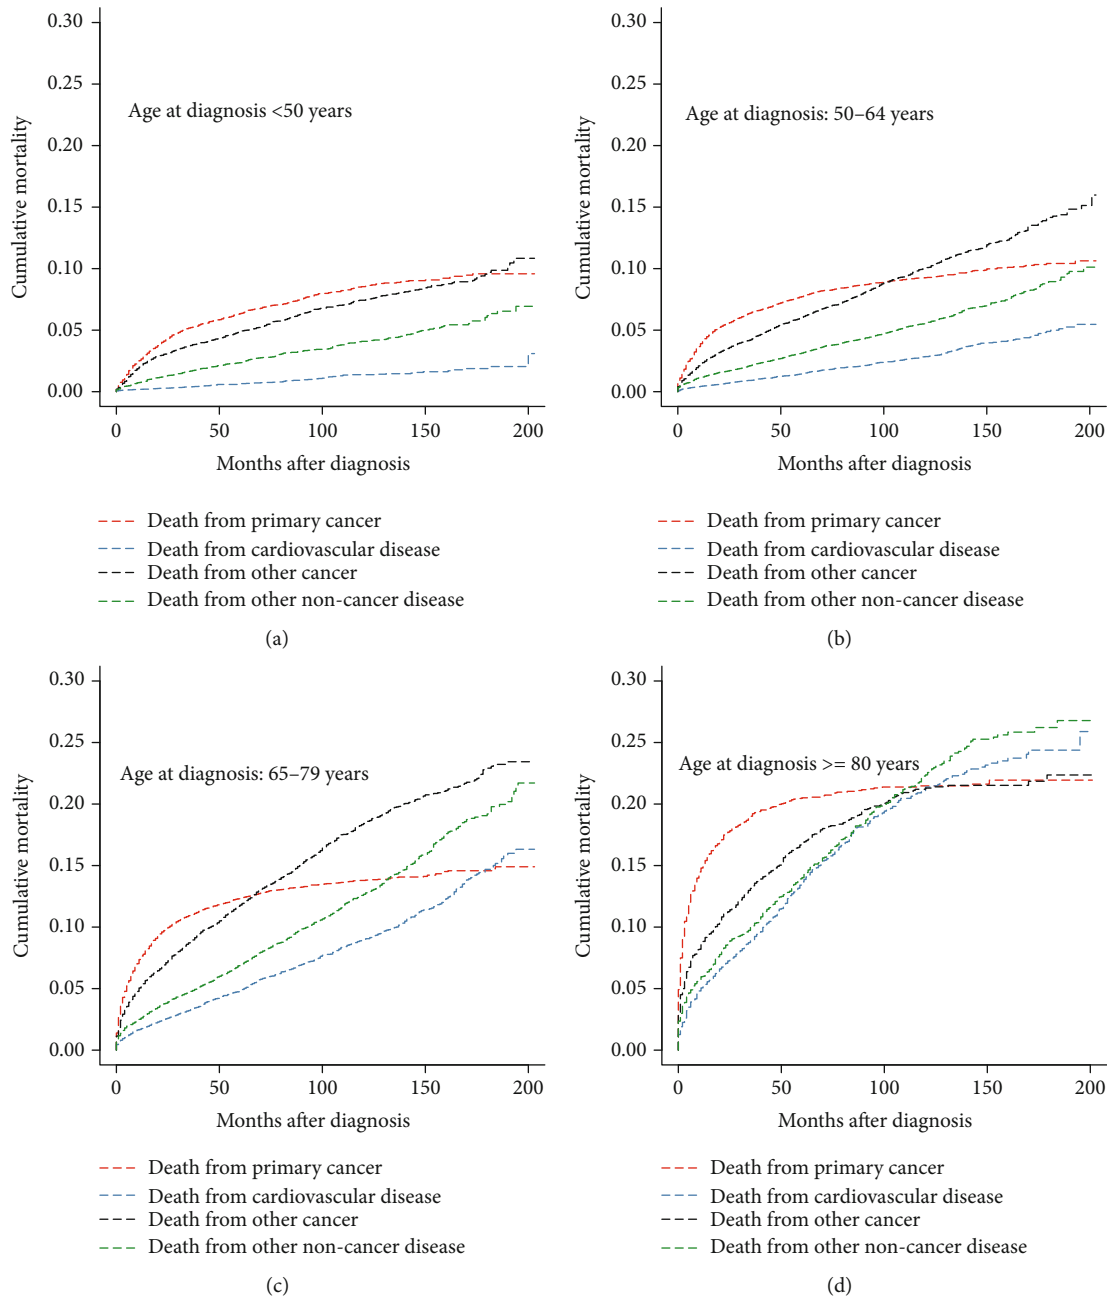 0.30
0.25
0.20
0.15
0.10
0.05
0.00
Cumulative mortality
Age at diagnosis <50 years
0 50 100 150 200
Months after diagnosis
Death from primary cancer
Death from cardiovascular disease
Death from other cancer
Death from other non-cancer disease
(a)
0.30
0.25
0.20
0.15
0.10
0.05
0.00
Cumulative mortality
Age at diagnosis: 50–64 years
0 50 100 150 200
Months after diagnosis
Death from primary cancer
Death from cardiovascular disease
Death from other cancer
Death from other non-cancer disease
(b)
0.30
0.25
0.20
0.15
0.10
0.05
0.00
Cumulative mortality
Age at diagnosis: 65–79 years
0 50 100 150 200
Months after diagnosis
Death from primary cancer
Death from cardiovascular disease
Death from other cancer
Death from other non-cancer disease
(c)
0.30
0.25
0.20
0.15
0.10
0.05
0.00
Cumulative mortality
Age at diagnosis >= 80 years
0 50 100 150 200
Months after diagnosis
Death from primary cancer
Death from cardiovascular disease
Death from other cancer
Death from other non-cancer disease
(d)